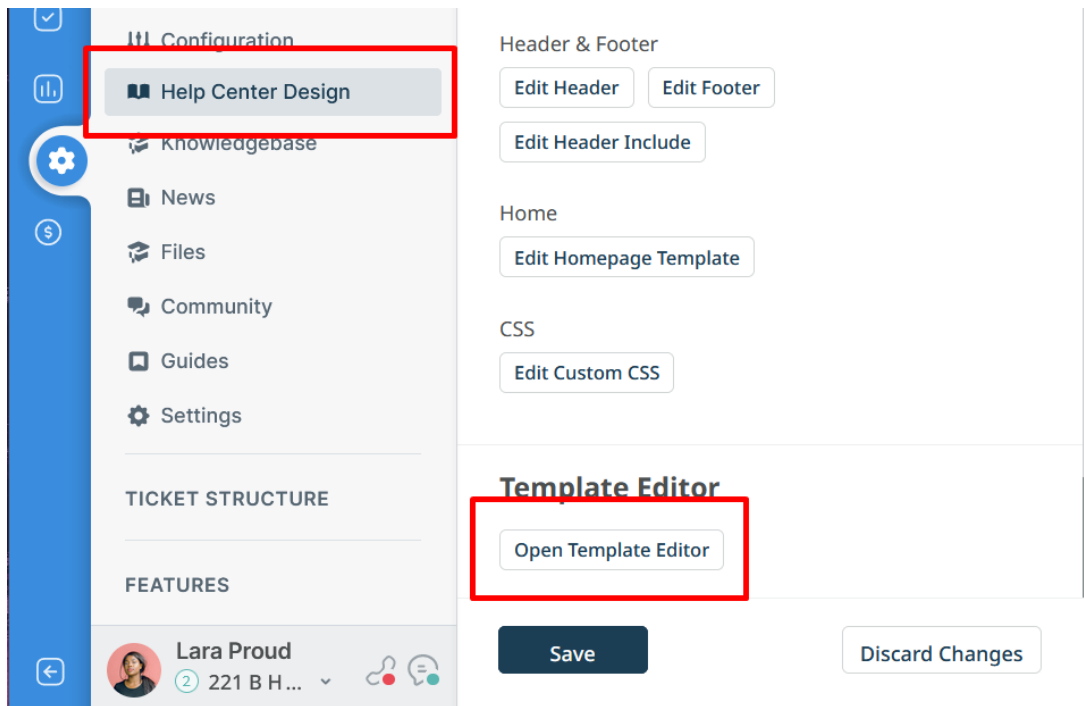 Configuration
Help Center Design
Knowledgebase
News
Files
Community
Guides
Settings
TICKET STRUCTURE
FEATURES
Lara Proud
2 221 B H...
Header & Footer
Edit Header Edit Footer
Edit Header Include
Home
Edit Homepage Template
CSS
Edit Custom CSS
Template Editor
Open Template Editor
Save Discard Changes